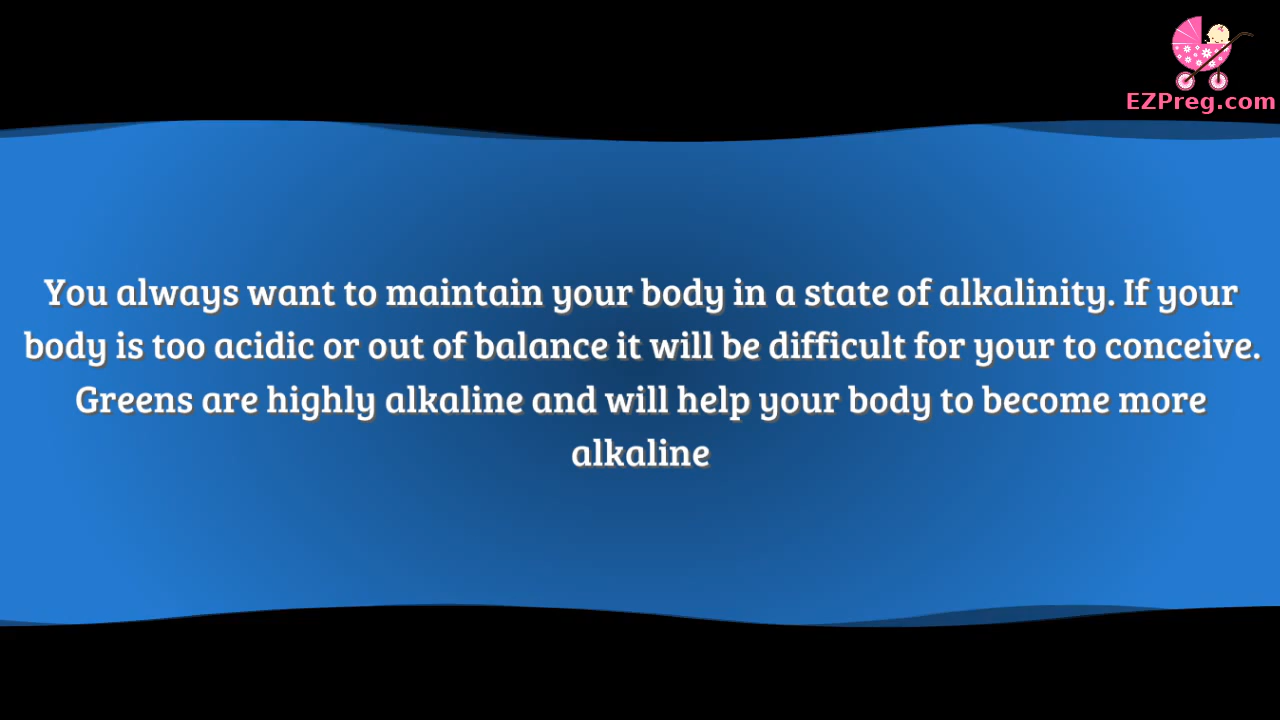 EZPreg.com
You always want to maintain your body in a state of alkalinity. If your
body is too acidic or out of balance it will be difficult for your to conceive.
Greens are highly alkaline and will help your body to become more
alkaline